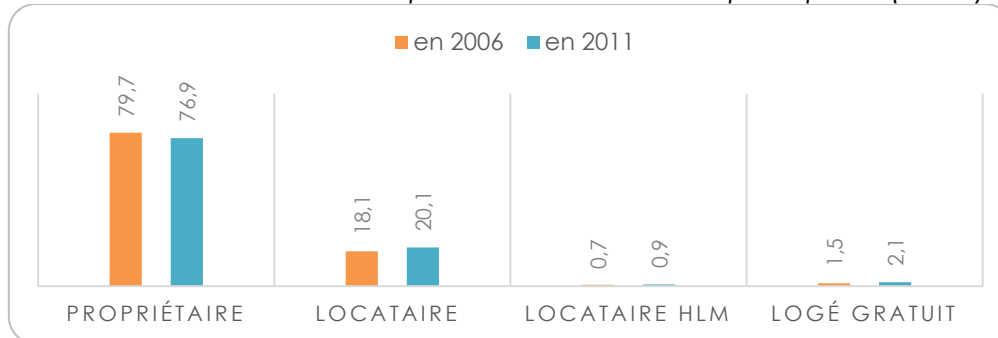 en 2006 en 2011
79,7 76,9 18,1 20,1 0,7 0,9 1,5 2,1
PROPRIÉTAIRE LOCATAIRE LOCATAIRE HLM LOGÉ GRATUIT